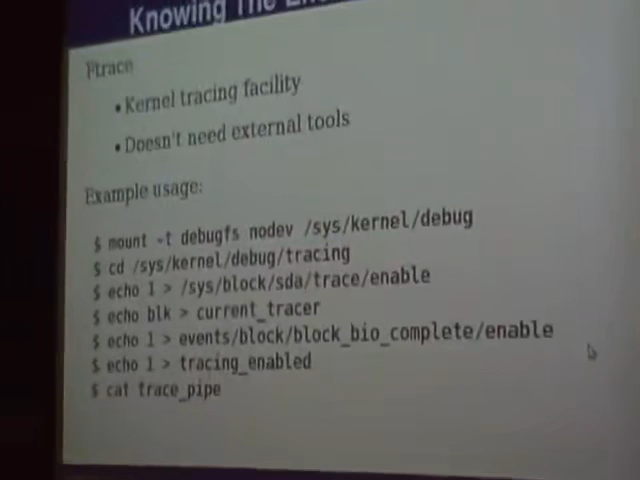 Knowing The
Ftrace
• Kernel tracing facility
• Doesn't need external tools
Example usage:
$ mount -t debugfs nodev /sys/kernel/debug
$ cd /sys/kernel/debug/tracing
$ echo 1 > /sys/block/sda/trace/enable
$ echo blk > current_tracer
$ echo 1 > events/block/block_bio_complete/enable
$ echo 1 > tracing_enabled
$ cat trace_pipe